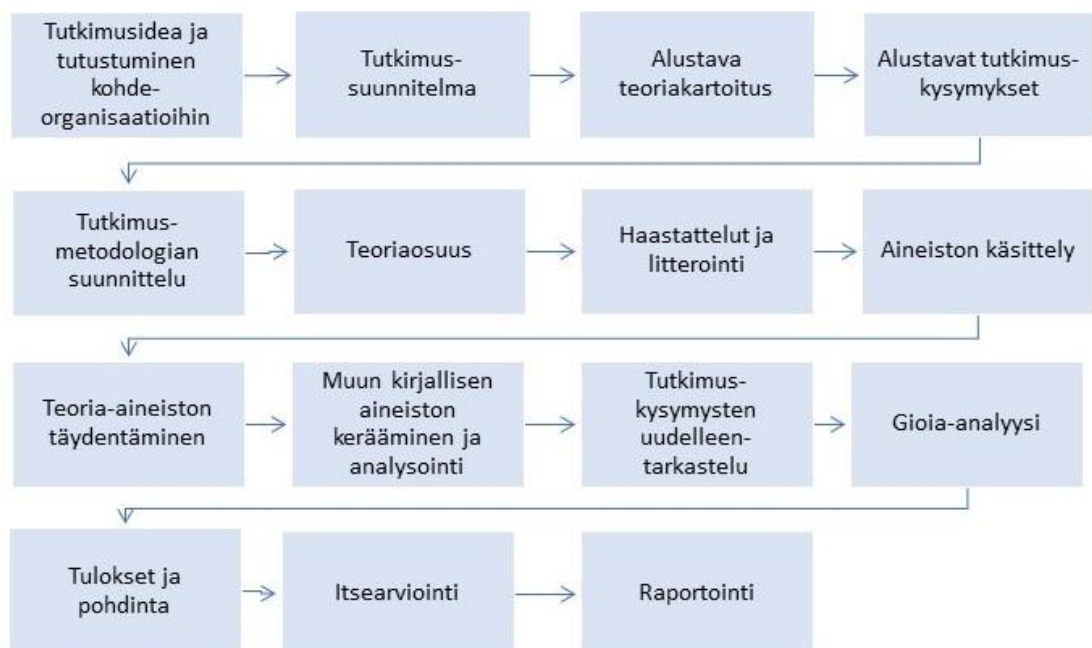 Tutkimusidea ja
tutustuminen
kohde-
organisaatioihin
Tutkimus-
suunnitelma
Alustava
teoriakartoitus
Alustavat tutkimus-
kysymykset
Tutkimus-
metodologian
suunnittelu
Teoriaosuus
Haastattelut ja
litterointi
Aineiston käsittely
Teoria-aineiston
täydentäminen
Muun kirjallisen
aineiston
kerääminen ja
analysointi
Tutkimus-
kysymysten
uudelleen-
tarkastelu
Gioia-analyysi
Tulokset ja
pohdinta
Itsearviointi
Raportointi